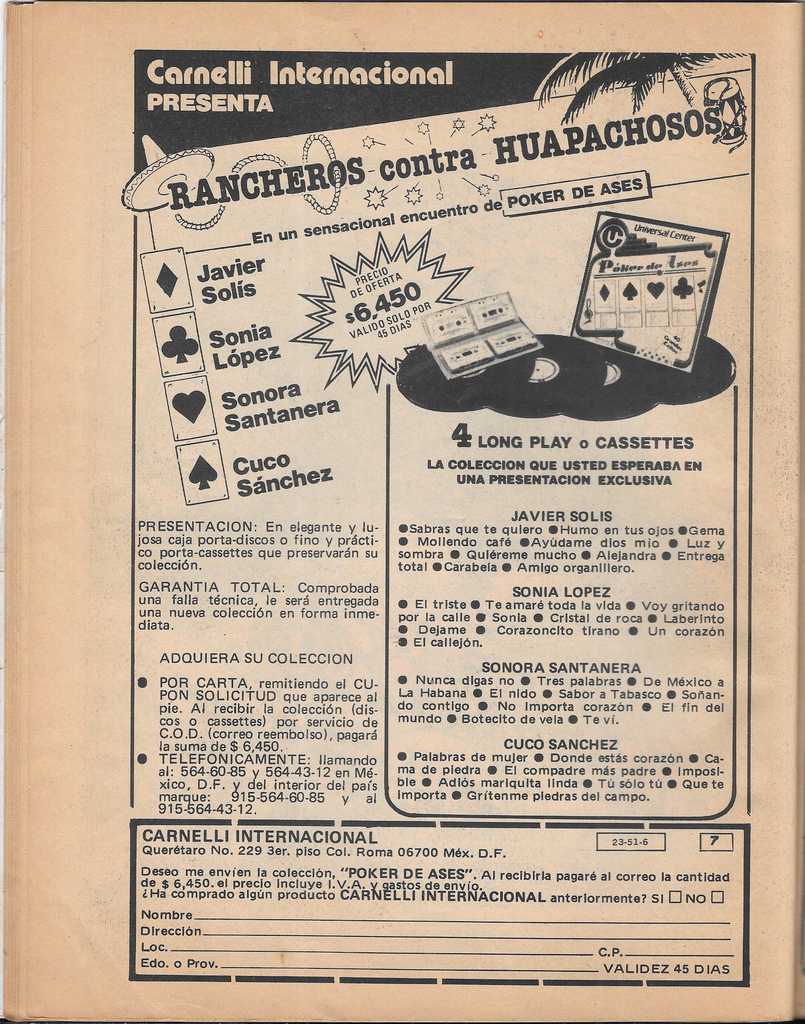 Carnelli Internacional
PRESENTA
RANCHEROS contra HUAPACHOSOS
En un sensacional encuentro de POKER DE ASES
Javier
Solís
Sonia
López
Sonora
Santanera
Cuco
Sánchez
PRECIO
DE OFERTA
$6,450
VALIDO SOLO POR
45 DIAS
Universal Center
Póker de Ases
4 LONG PLAY o CASSETTES
LA COLECCION QUE USTED ESPERABA EN
UNA PRESENTACION EXCLUSIVA
PRESENTACION: En elegante y lu-
josa caja porta-discos o fino y prácti-
co porta-cassettes que preservarán su
colección.
GARANTIA TOTAL: Comprobada
una falla técnica, le será entregada
una nueva colección en forma inme-
diata.
ADQUIERA SU COLECCION
● POR CARTA, remitiendo el CU-
PON SOLICITUD que aparece al
pie. Al recibir la colección (dis-
cos o cassettes) por servicio de
C.O.D. (correo reembolso), pagará
la suma de $ 6,450.
● TELEFONICAMENTE: llamando
al: 564-60-85 y 564-43-12 en Mé-
xico, D.F. y del interior del país
marque: 915-564-60-85 y al
915-564-43-12.
JAVIER SOLIS
●Sabras que te quiero ●Humo en tus ojos ●Gema
● Moliendo café ●Ayúdame dios mio ● Luz y
sombra ● Quiéreme mucho ● Alejandra ● Entrega
total ●Carabela ● Amigo organillero.
SONIA LOPEZ
● El triste ● Te amaré toda la vida ● Voy gritando
por la calle ● Sonia ● Cristal de roca ● Laberinto
● Dejame ● Corazoncito tirano ● Un corazón
● El callejón.
SONORA SANTANERA
● Nunca digas no ● Tres palabras ● De México a
La Habana ● El nido ● Sabor a Tabasco ● Soñan-
do contigo ● No importa corazón ● El fin del
mundo ● Botecito de vela ● Te ví.
CUCO SANCHEZ
● Palabras de mujer ● Donde estás corazón ● Ca-
ma de piedra ● El compadre más padre ● Imposi-
ble ● Adiós mariquita linda ● Tú sólo tú ● Que te
importa ● Grítenme piedras del campo.
CARNELLI INTERNACIONAL
23-51-6
7
Querétaro No. 229 3er. piso Col. Roma 06700 Méx. D.F.
Deseo me envíen la colección, "POKER DE ASES". Al recibirla pagaré al correo la cantidad
de $ 6,450. el precio incluye I.V.A. y gastos de envío.
¿Ha comprado algún producto CARNELLI INTERNACIONAL anteriormente? SI □ NO □
Nombre
Dirección
Loc. C.P.
Edo. o Prov. VALIDEZ 45 DIAS